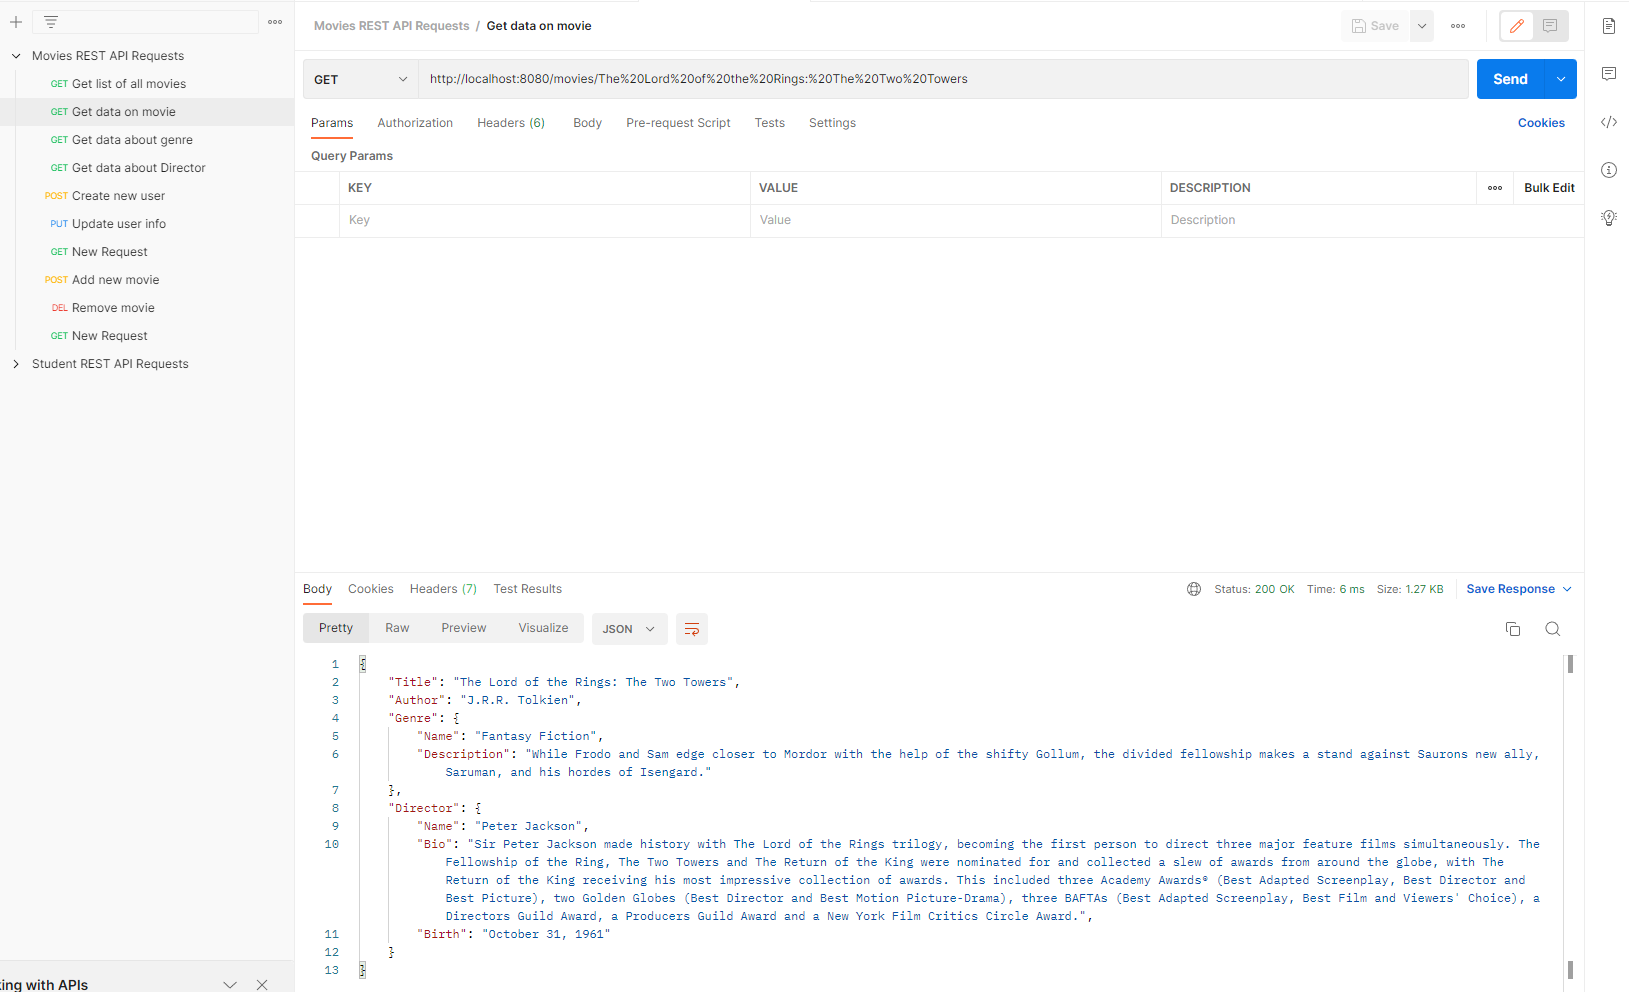 Movies REST API Requests / Get data on movie
Save
Movies REST API Requests
GET Get list of all movies
GET Get data on movie
GET Get data about genre
GET Get data about Director
POST Create new user
PUT Update user info
GET New Request
POST Add new movie
DEL Remove movie
GET New Request
Student REST API Requests
king with APIs
GET
http://localhost:8080/movies/The%20Lord%20of%20the%20Rings:%20The%20Two%20Towers
Send
Params Authorization Headers (6) Body Pre-request Script Tests Settings Cookies
Query Params
KEY VALUE DESCRIPTION Bulk Edit
Key Value Description
Body Cookies Headers (7) Test Results Status: 200 OK Time: 6 ms Size: 1.27 KB Save Response
Pretty Raw Preview Visualize JSON
1 {
2 "Title": "The Lord of the Rings: The Two Towers",
3 "Author": "J.R.R. Tolkien",
4 "Genre": {
5 "Name": "Fantasy Fiction",
6 "Description": "While Frodo and Sam edge closer to Mordor with the help of the shifty Gollum, the divided fellowship makes a stand against Saurons new ally,
Saruman, and his hordes of Isengard."
7 },
8 "Director": {
9 "Name": "Peter Jackson",
10 "Bio": "Sir Peter Jackson made history with The Lord of the Rings trilogy, becoming the first person to direct three major feature films simultaneously. The
Fellowship of the Ring, The Two Towers and The Return of the King were nominated for and collected a slew of awards from around the globe, with The
Return of the King receiving his most impressive collection of awards. This included three Academy Awards® (Best Adapted Screenplay, Best Director and
Best Picture), two Golden Globes (Best Director and Best Motion Picture-Drama), three BAFTAs (Best Adapted Screenplay, Best Film and Viewers' Choice), a
Directors Guild Award, a Producers Guild Award and a New York Film Critics Circle Award.",
11 "Birth": "October 31, 1961"
12 }
13 }